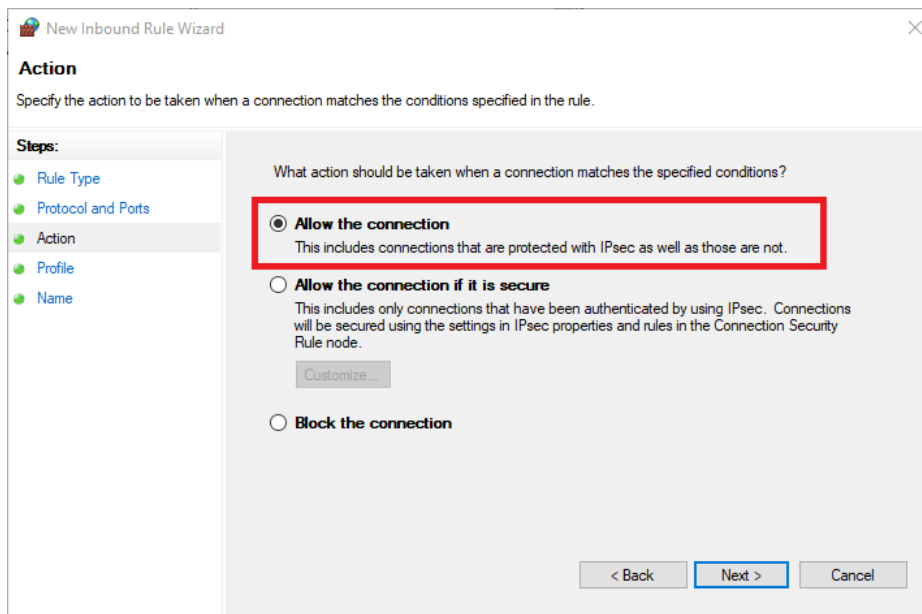 New Inbound Rule Wizard
Action
Specify the action to be taken when a connection matches the conditions specified in the rule.
Steps:
Rule Type
Protocol and Ports
Action
Profile
Name
What action should be taken when a connection matches the specified conditions?
Allow the connection
This includes connections that are protected with IPsec as well as those are not.
Allow the connection if it is secure
This includes only connections that have been authenticated by using IPsec. Connections
will be secured using the settings in IPsec properties and rules in the Connection Security
Rule node.
Customize...
Block the connection
< Back
Next >
Cancel